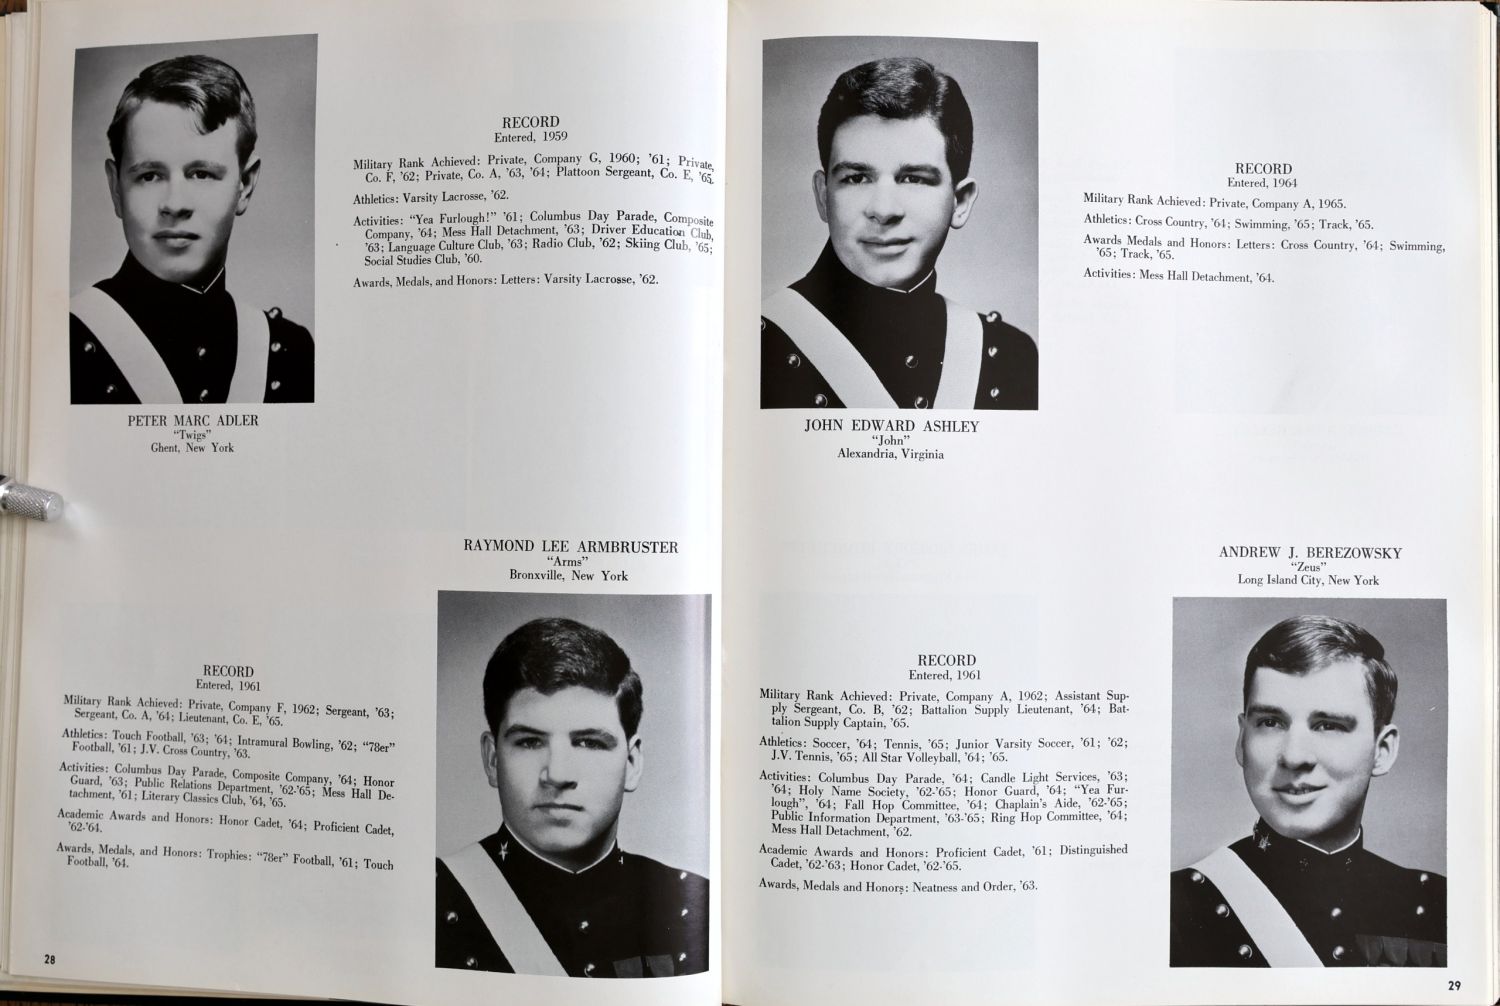 RECORD
Entered, 1959
Military Rank Achieved: Private, Company G, 1960; '61; Private,
Co. F, '62; Private, Co. A, '63, '64; Plattoon Sergeant, Co. E, '65.
Athletics: Varsity Lacrosse, '62.
Activities: "Yea Furlough!" '61; Columbus Day Parade, Composite
Company, '64; Mess Hall Detachment, '63; Driver Education Club,
'63; Language Culture Club, '63; Radio Club, '62; Skiing Club, '65;
Social Studies Club, '60.
Awards, Medals, and Honors: Letters: Varsity Lacrosse, '62.
PETER MARC ADLER
"Twigs"
Ghent, New York
RAYMOND LEE ARMBRUSTER
"Arms"
Bronxville, New York
RECORD
Entered, 1961
Military Rank Achieved: Private, Company F, 1962; Sergeant, '63;
Sergeant, Co. A, '64; Lieutenant, Co. E, '65.
Athletics: Touch Football, '63; '64; Intramural Bowling, '62; "78er"
Football, '61; J.V. Cross Country, '63.
Activities: Columbus Day Parade, Composite Company, '64; Honor
Guard, '63; Public Relations Department, '62-'65; Mess Hall De-
tachment, '61; Literary Classics Club, '64, '65.
Academic Awards and Honors: Honor Cadet, '64; Proficient Cadet,
'62-'64.
Awards, Medals, and Honors: Trophies: "78er" Football, '61; Touch
Football, '64.
28
RECORD
Entered, 1964
Military Rank Achieved: Private, Company A, 1965.
Athletics: Cross Country, '64; Swimming, '65; Track, '65.
Awards Medals and Honors: Letters: Cross Country, '64; Swimming,
'65; Track, '65.
Activities: Mess Hall Detachment, '64.
JOHN EDWARD ASHLEY
"John"
Alexandria, Virginia
ANDREW J. BEREZOWSKY
"Zeus"
Long Island City, New York
RECORD
Entered, 1961
Military Rank Achieved: Private, Company A, 1962; Assistant Sup-
ply Sergeant, Co. B, '62; Battalion Supply Lieutenant, '64; Bat-
talion Supply Captain, '65.
Athletics: Soccer, '64; Tennis, '65; Junior Varsity Soccer, '61; '62;
J.V. Tennis, '65; All Star Volleyball, '64; '65.
Activities: Columbus Day Parade, '64; Candle Light Services, '63;
'64; Holy Name Society, '62-'65; Honor Guard, '64; "Yea Fur-
lough", '64; Fall Hop Committee, '64; Chaplain's Aide, '62-'65;
Public Information Department, '63-'65; Ring Hop Committee, '64;
Mess Hall Detachment, '62.
Academic Awards and Honors: Proficient Cadet, '61; Distinguished
Cadet, '62-'63; Honor Cadet, '62-'65.
Awards, Medals and Honors: Neatness and Order, '63.
29